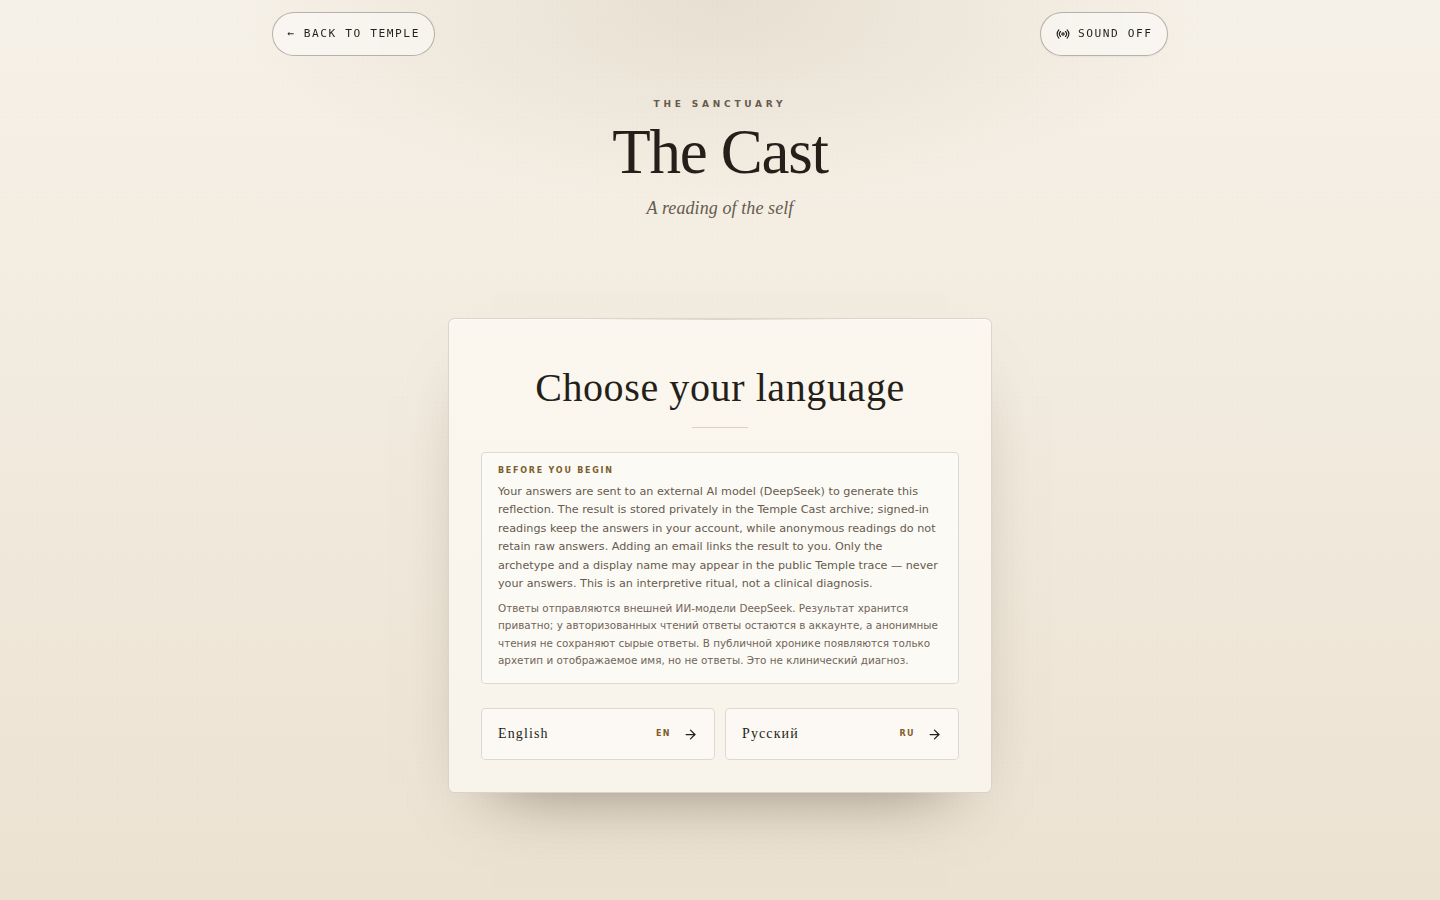 ← BACK TO TEMPLE
SOUND OFF
THE SANCTUARY
The Cast
A reading of the self
Choose your language
BEFORE YOU BEGIN
Your answers are sent to an external AI model (DeepSeek) to generate this
reflection. The result is stored privately in the Temple Cast archive; signed-in
readings keep the answers in your account, while anonymous readings do not
retain raw answers. Adding an email links the result to you. Only the
archetype and a display name may appear in the public Temple trace — never
your answers. This is an interpretive ritual, not a clinical diagnosis.
Ответы отправляются внешней ИИ-модели DeepSeek. Результат хранится
приватно; у авторизованных чтений ответы остаются в аккаунте, а анонимные
чтения не сохраняют сырые ответы. В публичной хронике появляются только
архетип и отображаемое имя, но не ответы. Это не клинический диагноз.
English EN →
Русский RU →